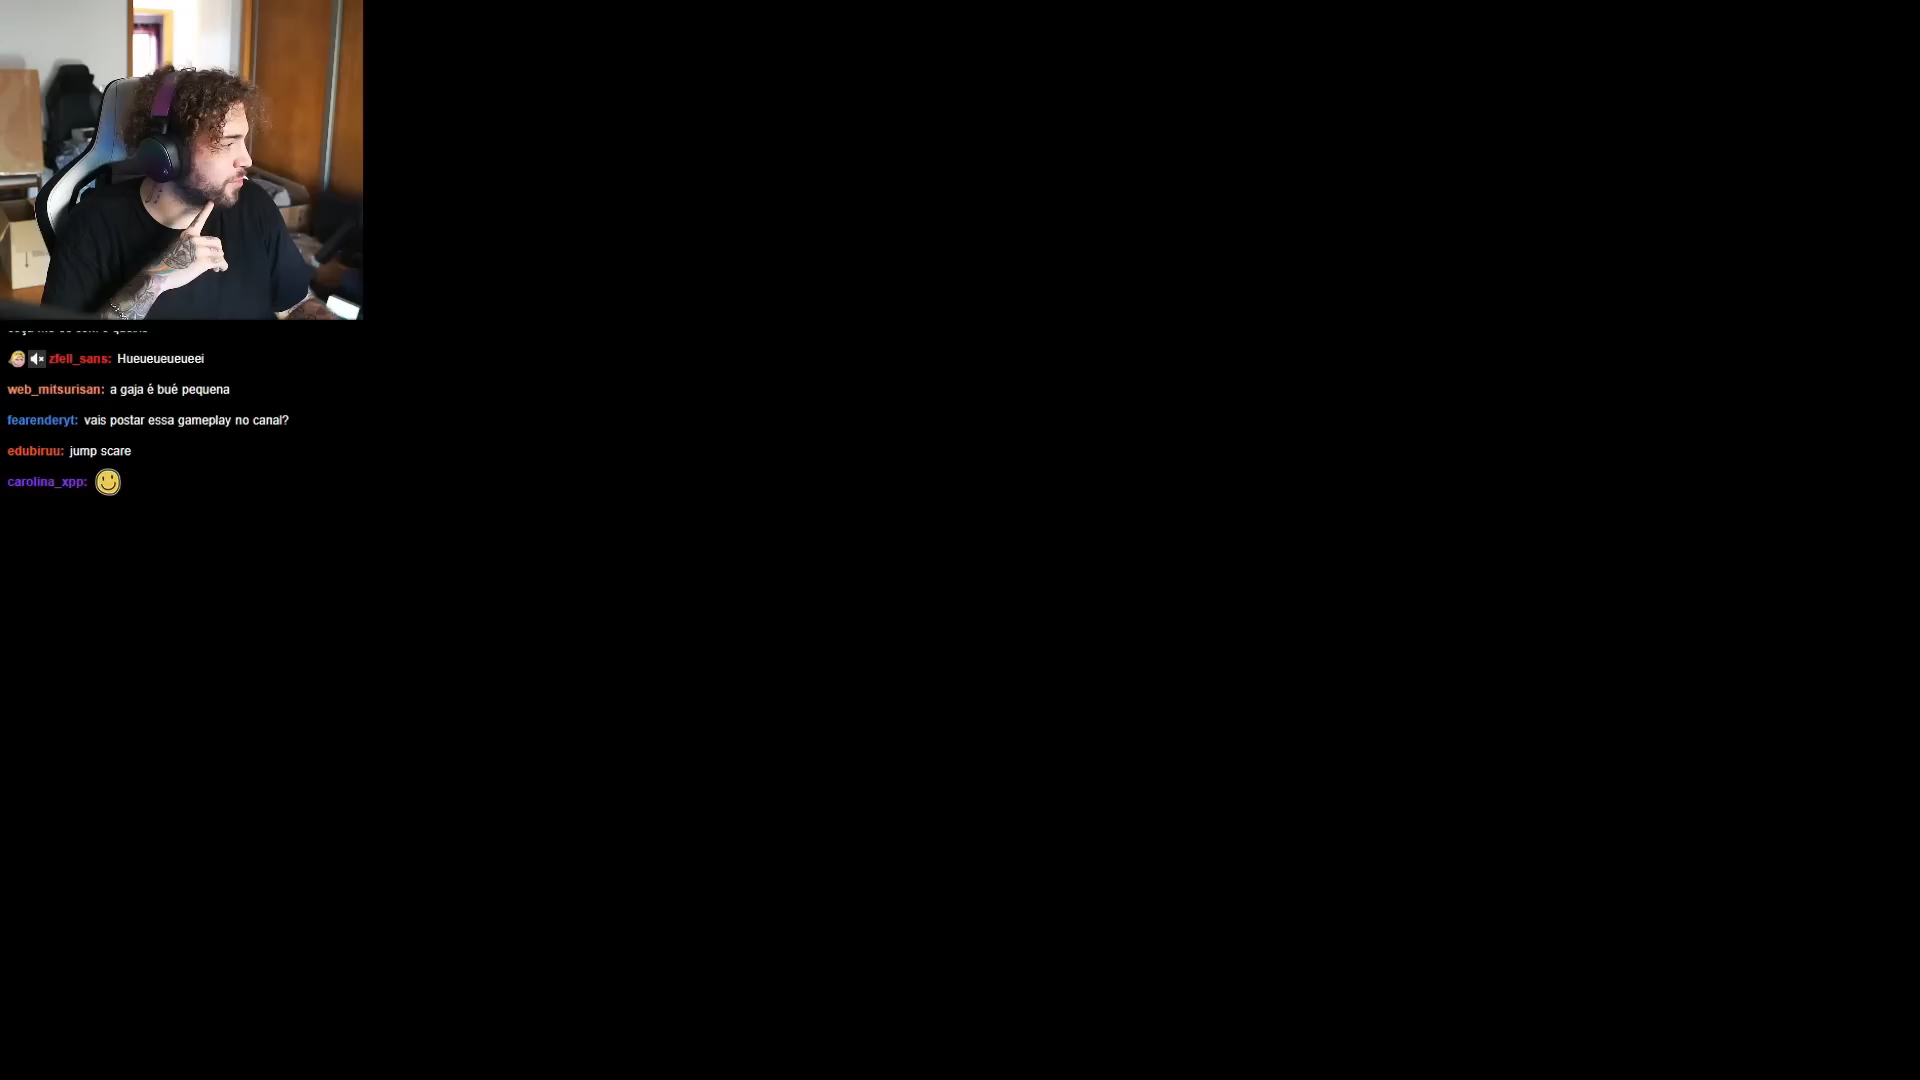 zfell_sans: Hueueueueueei
web_mitsurisan: a gaja é bué pequena
fearenderyt: vais postar essa gameplay no canal?
edubiruu: jump scare
carolina_xpp: